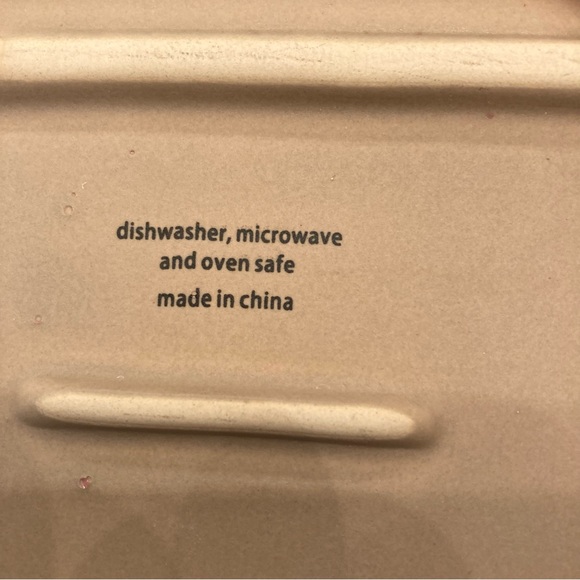 dishwasher, microwave
and oven safe
made in china